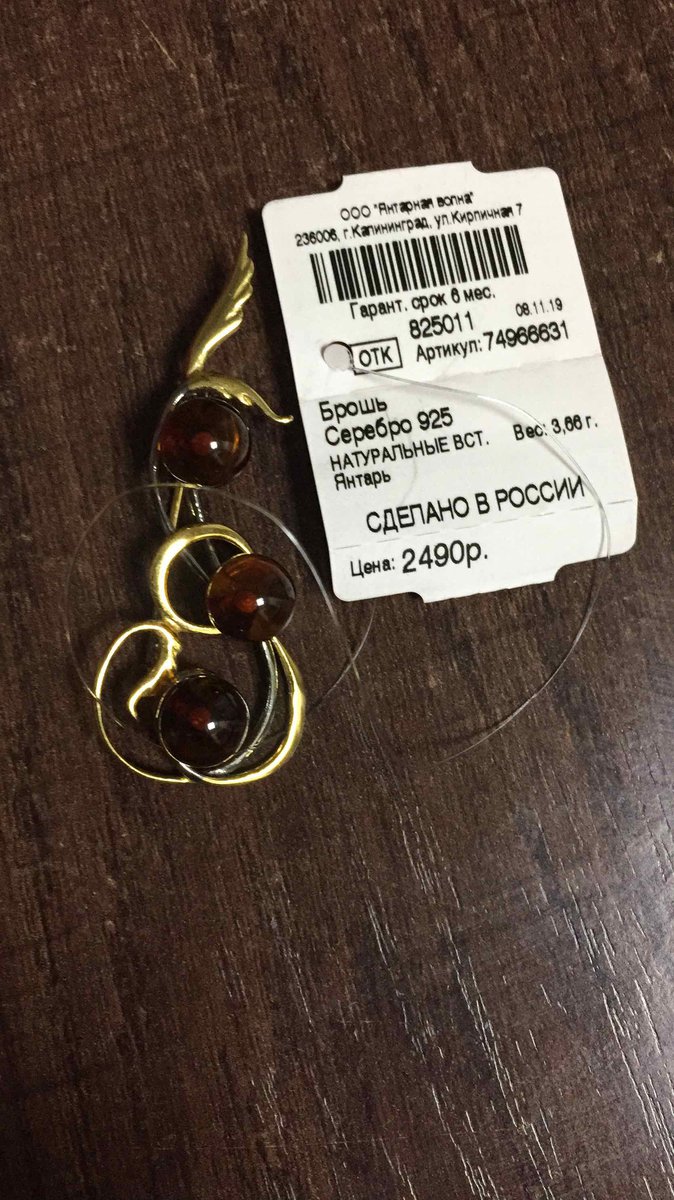 ООО "Янтарная волна"
236006, г.Калининград, ул.Кирпичная 7
Гарант. срок 6 мес.
825011 08.11.19
ОТК Артикул: 74966631
Брошь
Серебро 925
НАТУРАЛЬНЫЕ ВСТ. Вес: 3,66 г.
Янтарь
СДЕЛАНО В РОССИИ
Цена: 2490р.